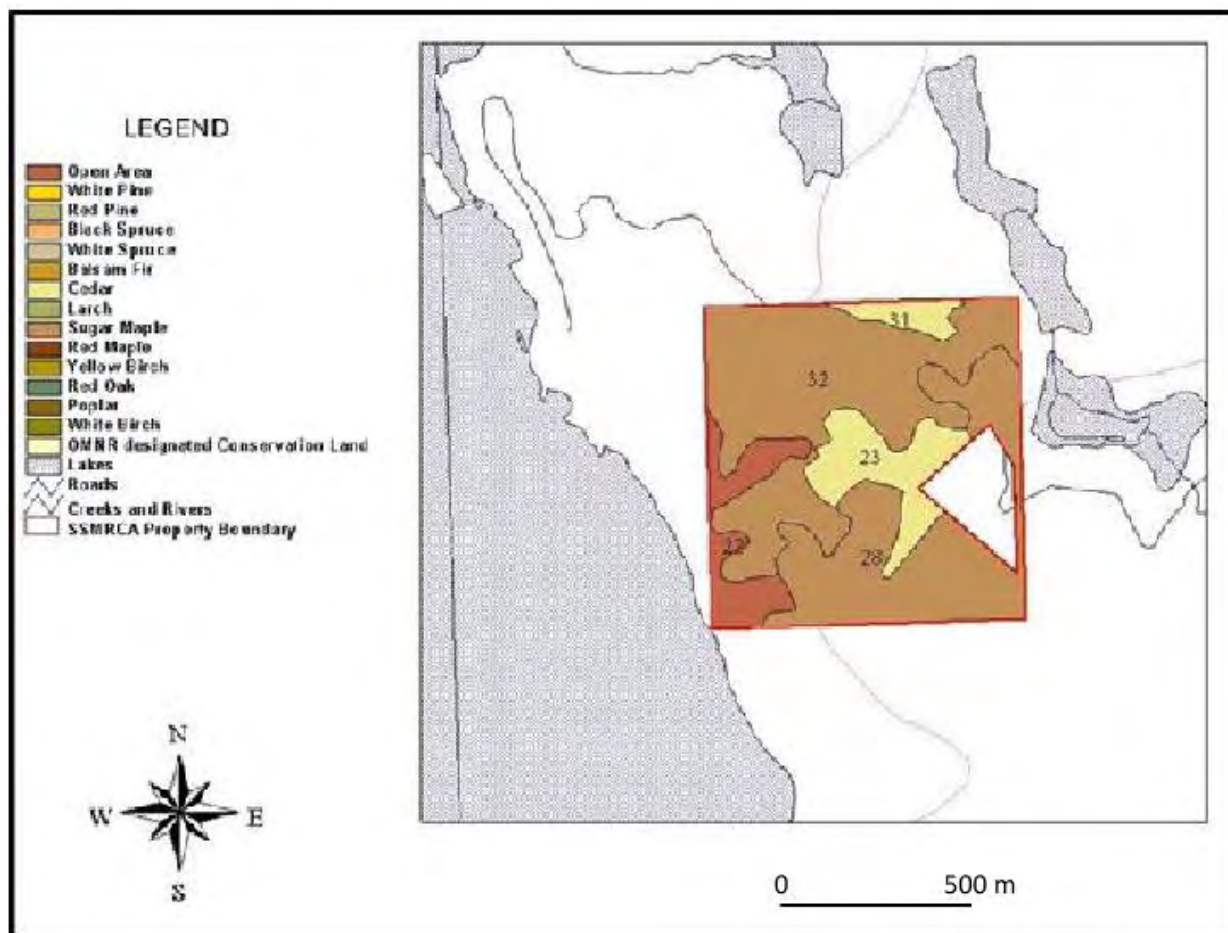 LEGEND
Open Area
White Pine
Red Pine
Black Spruce
White Spruce
Balsam Fir
Cedar
Larch
Sugar Maple
Red Maple
Yellow Birch
Red Oak
Poplar
White Birch
OMNR designated Conservation Land
Lakes
Roads
Creeks and Rivers
SSMRCA Property Boundary
31
32
23
22
28
N
W E
S
0 500 m